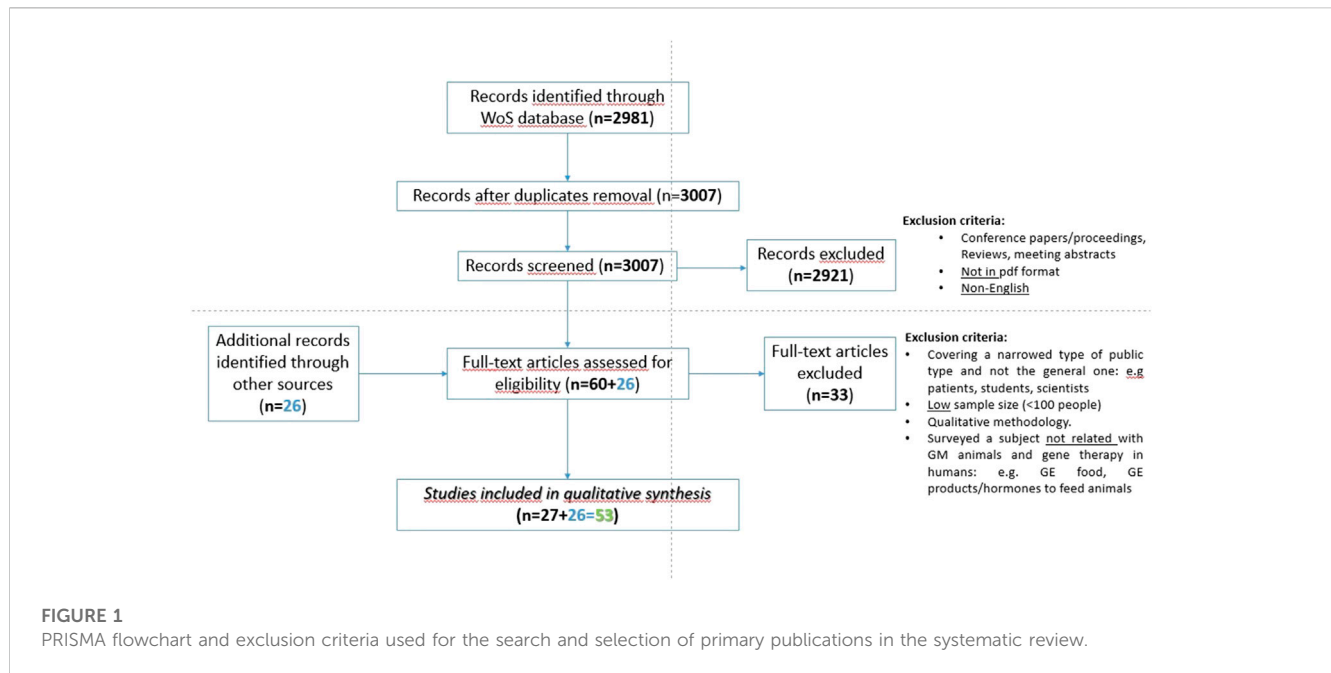 Records identified through
WoS database (n=2981)
Records after duplicates removal (n=3007)
Records screened (n=3007)
Records excluded
(n=2921)
Exclusion criteria:
• Conference papers/proceedings,
Reviews, meeting abstracts
• Not in pdf format
• Non-English
Additional records
identified through
other sources
(n=26)
Full-text articles assessed for
eligibility (n=60+26)
Full-text articles
excluded
(n=33)
Exclusion criteria:
• Covering a narrowed type of public
type and not the general one: e.g
patients, students, scientists
• Low sample size (<100 people)
• Qualitative methodology.
• Surveyed a subject not related with
GM animals and gene therapy in
humans: e.g. GE food, GE
products/hormones to feed animals
Studies included in qualitative synthesis
(n=27+26=53)
FIGURE 1
PRISMA flowchart and exclusion criteria used for the search and selection of primary publications in the systematic review.